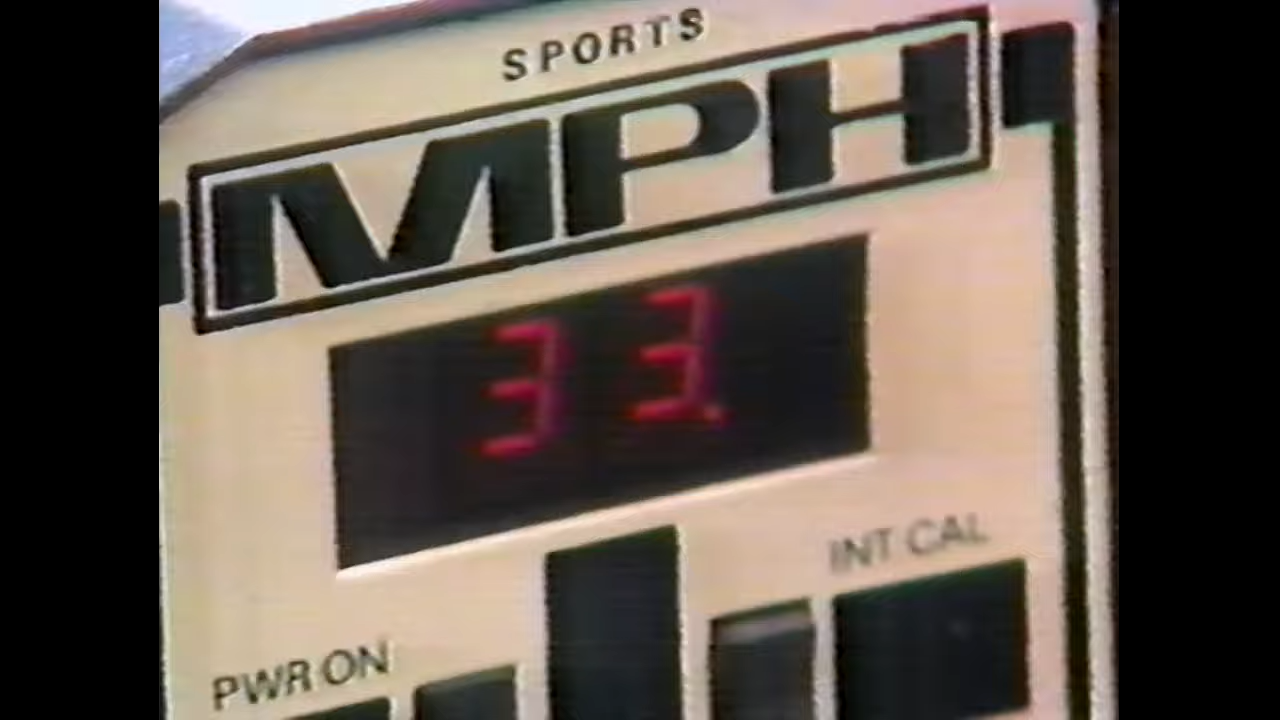 SPORTS
MPH
33.
INT CAL
PWR ON